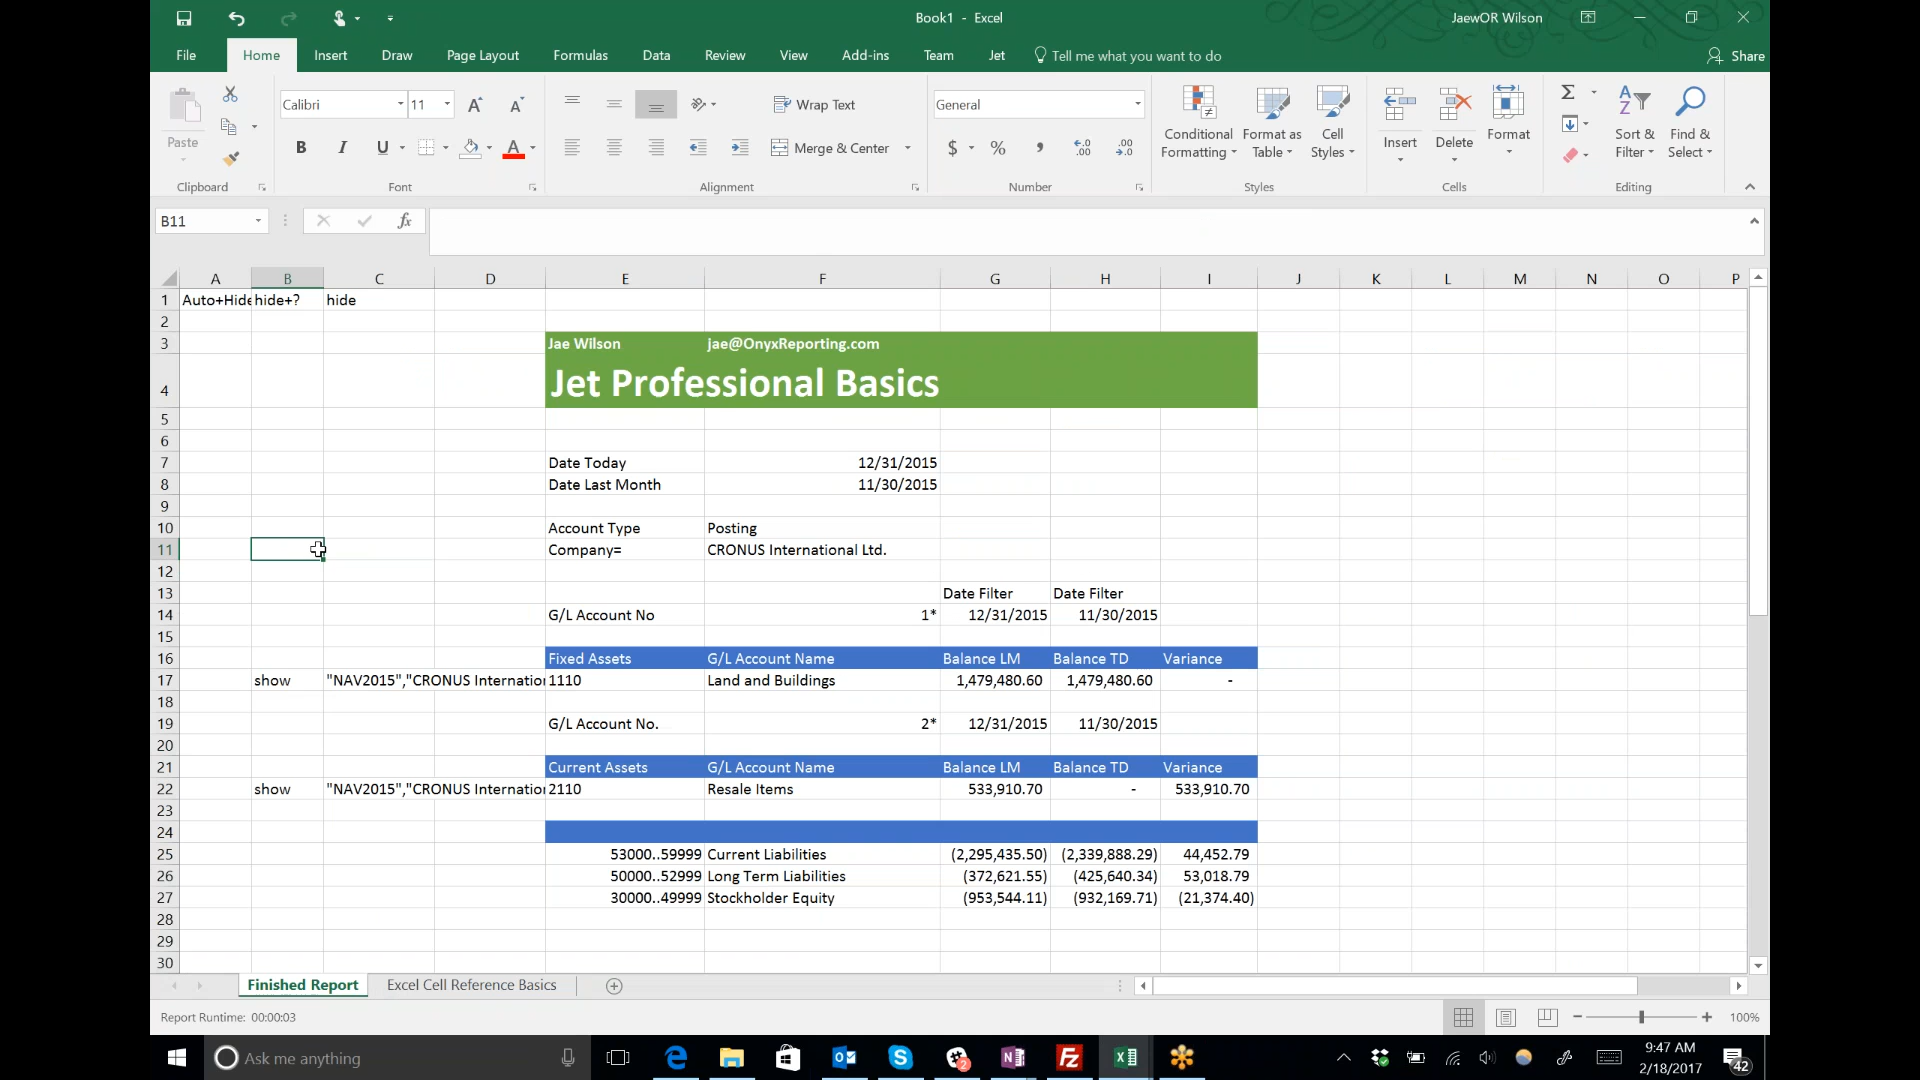 Book1 - Excel
JaewOR Wilson
File Home Insert Draw Page Layout Formulas Data Review View Add-ins Team Jet Tell me what you want to do Share
Paste
Clipboard
Calibri 11
B I U A
Font
Wrap Text
Merge & Center
Alignment
General
$ % , .00
Number
Conditional Formatting
Format as Table
Cell Styles
Styles
Insert
Delete
Format
Cells
Sort & Filter
Find & Select
Editing
B11 fx
A B C D E F G H I J K L M N O P
1 Auto+Hide hide+? hide
2
3 Jae Wilson jae@OnyxReporting.com
4 Jet Professional Basics
5
6
7 Date Today 12/31/2015
8 Date Last Month 11/30/2015
9
10 Account Type Posting
11 Company= CRONUS International Ltd.
12
13 Date Filter Date Filter
14 G/L Account No 1* 12/31/2015 11/30/2015
15
16 Fixed Assets G/L Account Name Balance LM Balance TD Variance
17 show "NAV2015","CRONUS Internatio 1110 Land and Buildings 1,479,480.60 1,479,480.60 -
18
19 G/L Account No. 2* 12/31/2015 11/30/2015
20
21 Current Assets G/L Account Name Balance LM Balance TD Variance
22 show "NAV2015","CRONUS Internatio 2110 Resale Items 533,910.70 - 533,910.70
23
24
25 53000..59999 Current Liabilities (2,295,435.50) (2,339,888.29) 44,452.79
26 50000..52999 Long Term Liabilities (372,621.55) (425,640.34) 53,018.79
27 30000..49999 Stockholder Equity (953,544.11) (932,169.71) (21,374.40)
28
29
30
Finished Report Excel Cell Reference Basics
Report Runtime: 00:00:03 100%
Ask me anything
9:47 AM
2/18/2017
42